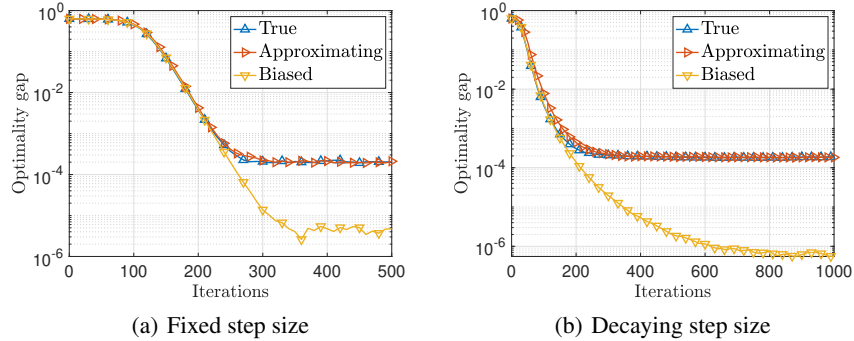 10^0
10^-2
10^-4
10^-6
Optimality gap
True
Approximating
Biased
0
100
200
300
400
500
Iterations
(a) Fixed step size
10^0
10^-2
10^-4
10^-6
Optimality gap
True
Approximating
Biased
0
200
400
600
800
1000
Iterations
(b) Decaying step size